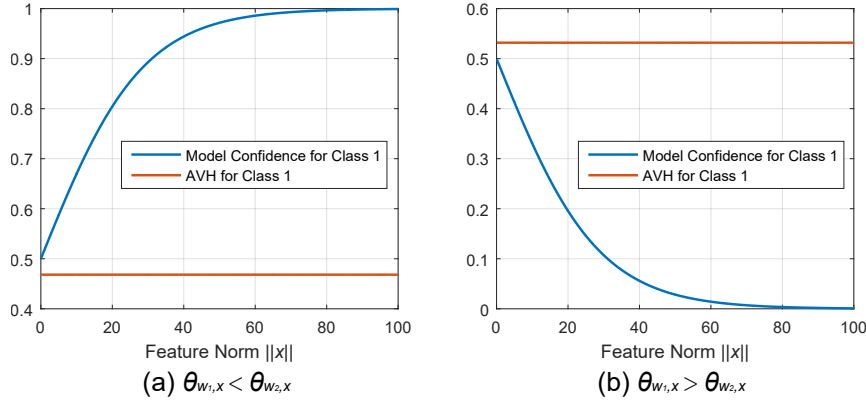 1
0.9
0.8
0.7
0.6
0.5
0.4
Model Confidence for Class 1
AVH for Class 1
0 20 40 60 80 100
Feature Norm ||x||
(a) θw₁,x < θw₂,x
0.6
0.5
0.4
0.3
0.2
0.1
0
Model Confidence for Class 1
AVH for Class 1
0 20 40 60 80 100
Feature Norm ||x||
(b) θw₁,x > θw₂,x